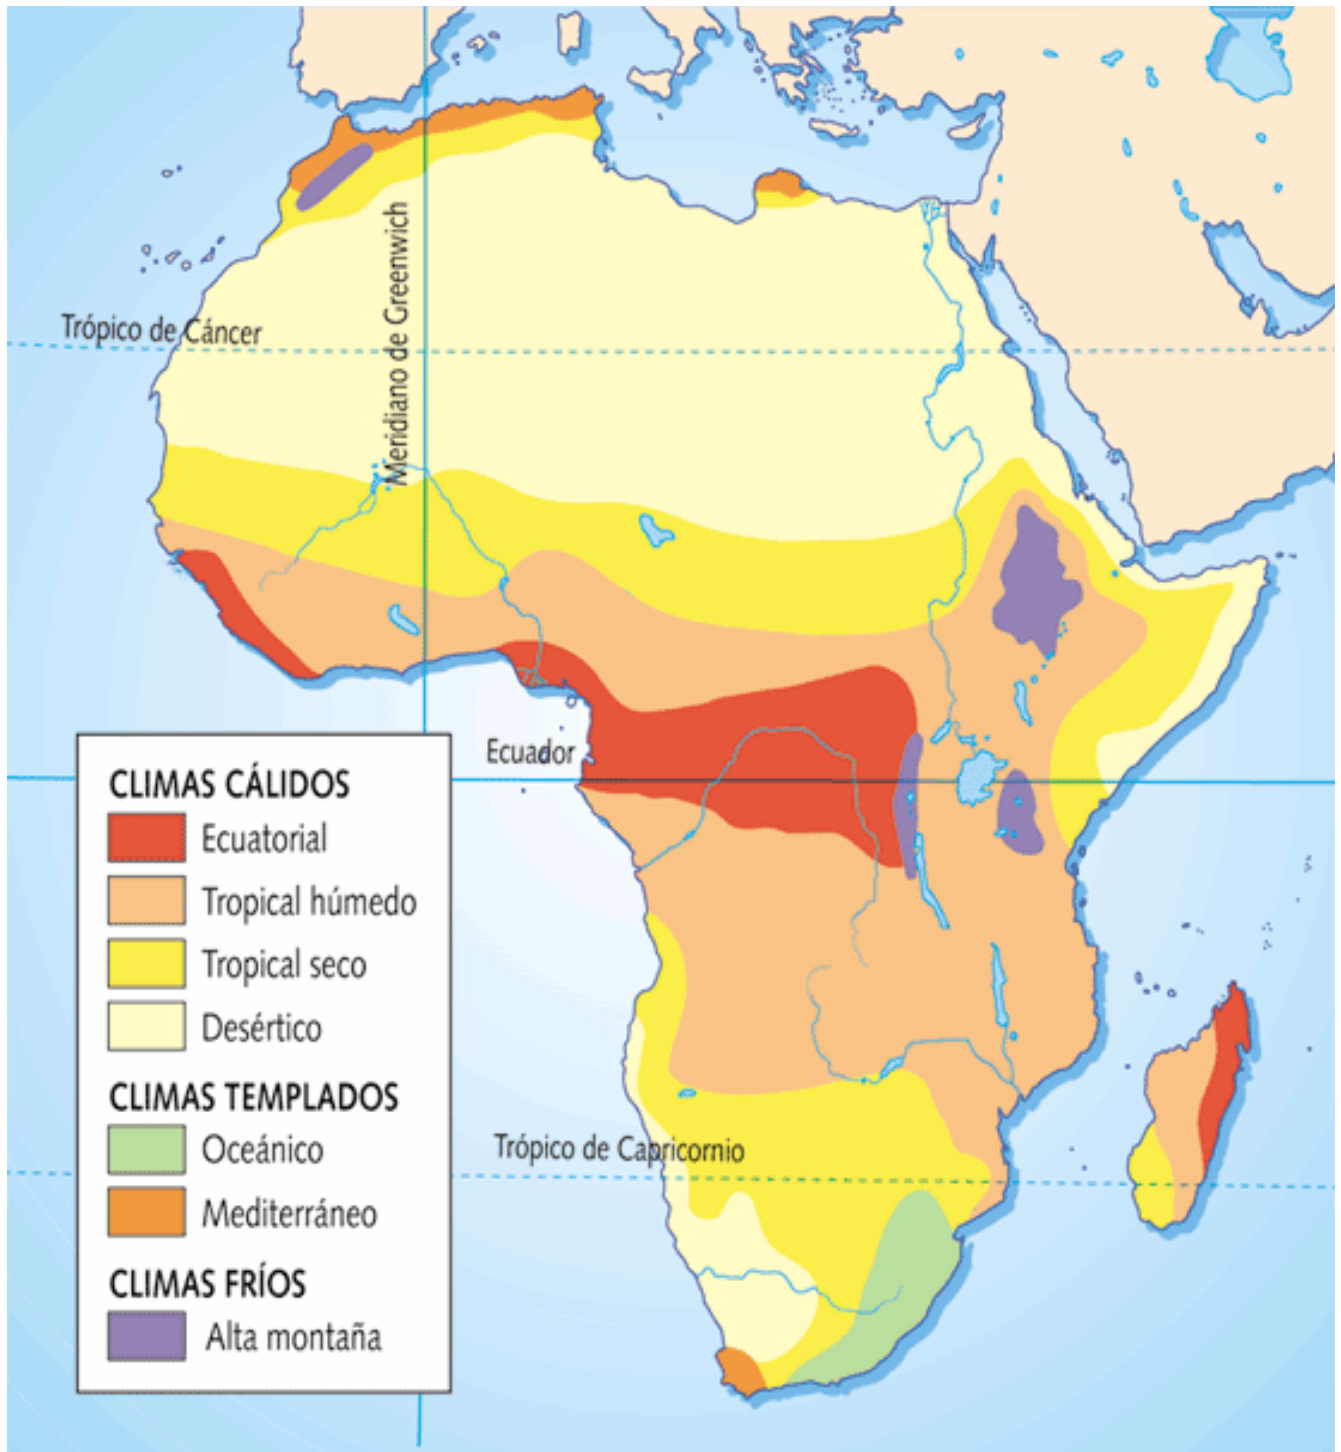 Meridiano de Greenwich
Trópico de Cáncer
Ecuador
Trópico de Capricornio
CLIMAS CÁLIDOS
Ecuatorial
Tropical húmedo
Tropical seco
Desértico
CLIMAS TEMPLADOS
Oceánico
Mediterráneo
CLIMAS FRÍOS
Alta montaña